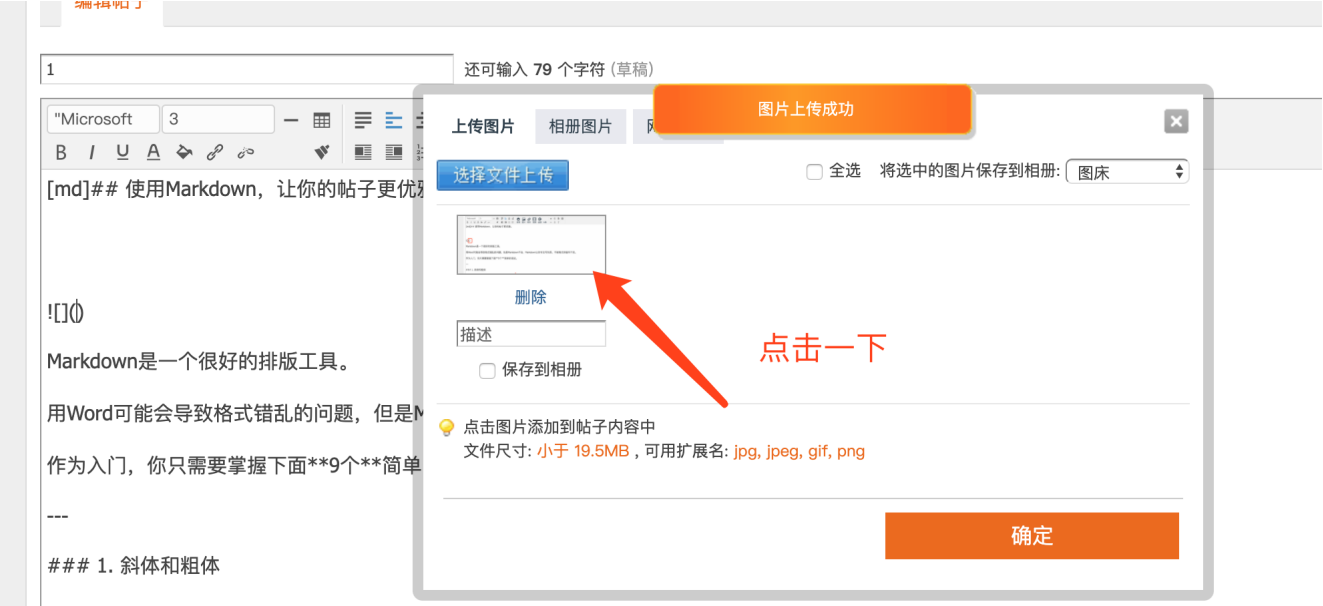 编辑帖子
1
还可输入 79 个字符 (草稿)
图片上传成功
"Microsoft
3
上传图片
相册图片
B I U A
选择文件上传
全选
将选中的图片保存到相册:
图床
[md]## 使用Markdown，让你的帖子更优
删除
![]()
描述
点击一下
Markdown是一个很好的排版工具。
保存到相册
用Word可能会导致格式错乱的问题，但是M
点击图片添加到帖子内容中
文件尺寸: 小于 19.5MB , 可用扩展名: jpg, jpeg, gif, png
作为入门，你只需要掌握下面**9个**简单
---
确定
### 1. 斜体和粗体